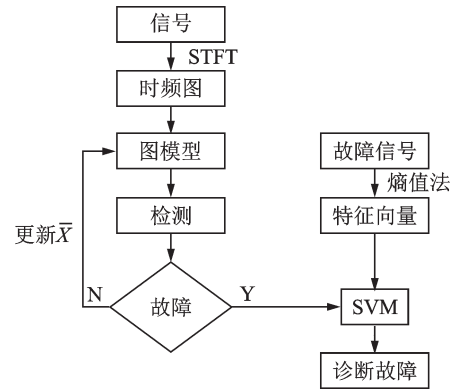 信号
STFT
时频图
图模型
故障信号
熵值法
检测
特征向量
更新X̅
N
故障
Y
SVM
诊断故障